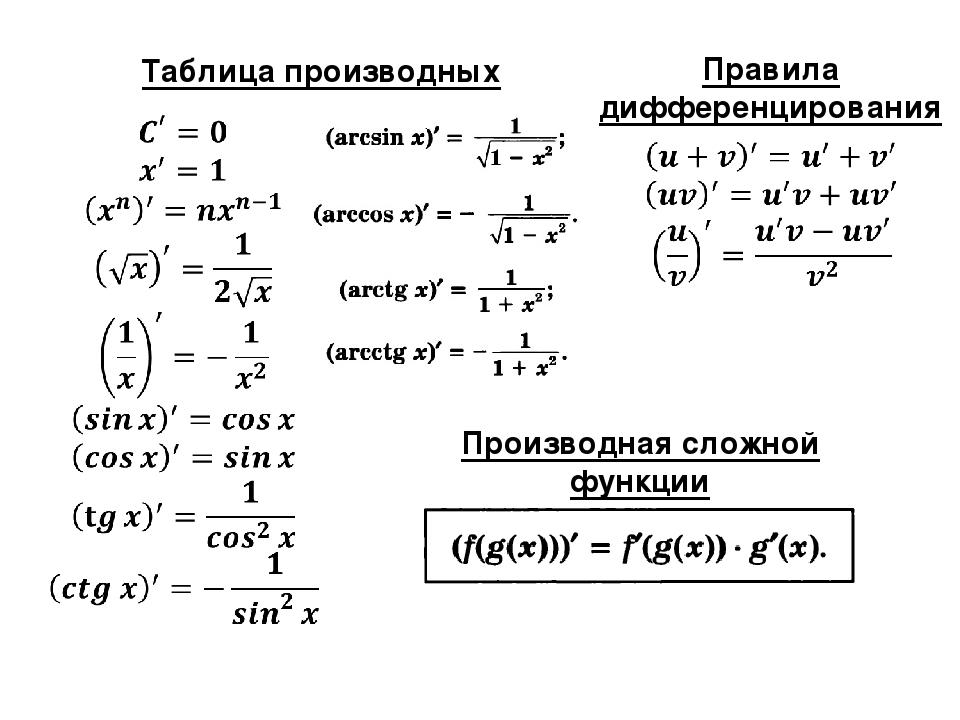 Таблица производных
C′ = 0
x′ = 1
(xⁿ)′ = nxⁿ⁻¹
(√x)′ = 1/(2√x)
(1/x)′ = −1/x²
(sin x)′ = cos x
(cos x)′ = sin x
(tg x)′ = 1/cos² x
(ctg x)′ = −1/sin² x
(arcsin x)′ = 1/√(1 − x²);
(arccos x)′ = − 1/√(1 − x²).
(arctg x)′ = 1/(1 + x²);
(arcctg x)′ = − 1/(1 + x²).
Правила
дифференцирования
(u + v)′ = u′ + v′
(uv)′ = u′v + uv′
(u/v)′ = (u′v − uv′)/v²
Производная сложной
функции
(f(g(x)))′ = f′(g(x)) · g′(x).